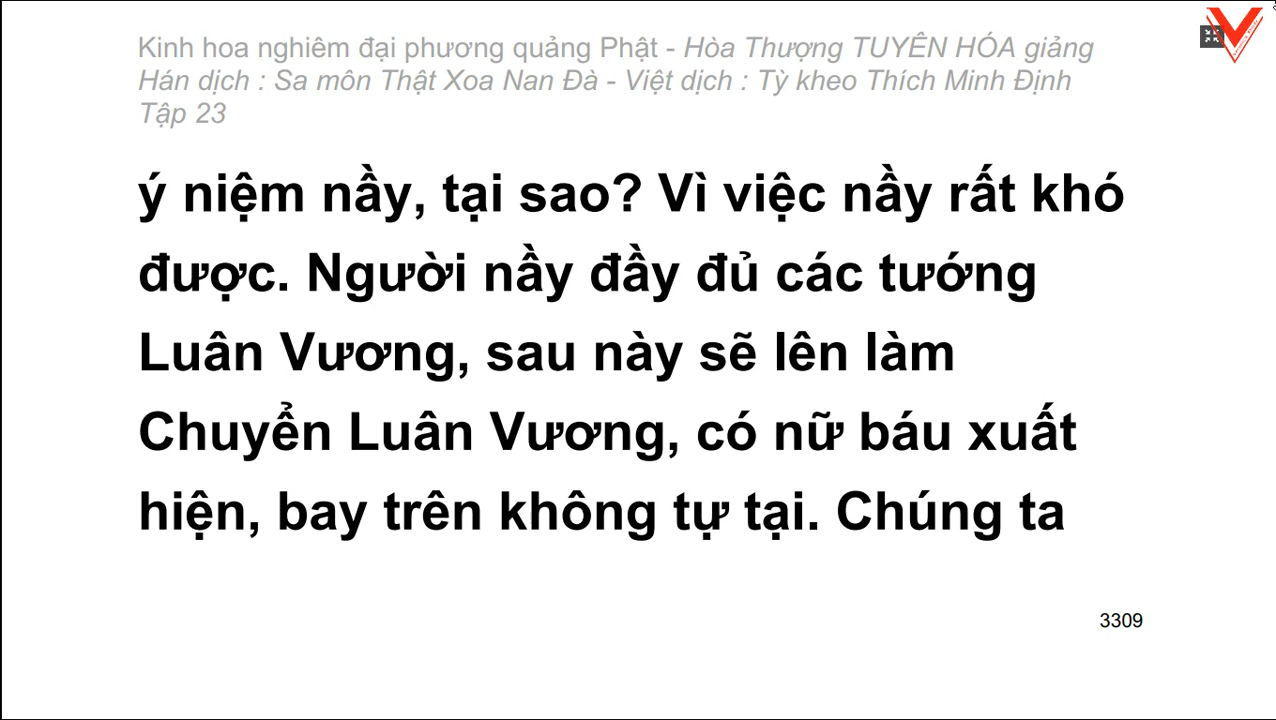 Kinh hoa nghiêm đại phương quảng Phật - Hòa Thượng TUYÊN HÓA giảng
Hán dịch : Sa môn Thật Xoa Nan Đà - Việt dịch : Tỳ kheo Thích Minh Định
Tập 23
ý niệm nầy, tại sao? Vì việc nầy rất khó
được. Người nầy đầy đủ các tướng
Luân Vương, sau này sẽ lên làm
Chuyển Luân Vương, có nữ báu xuất
hiện, bay trên không tự tại. Chúng ta
3309